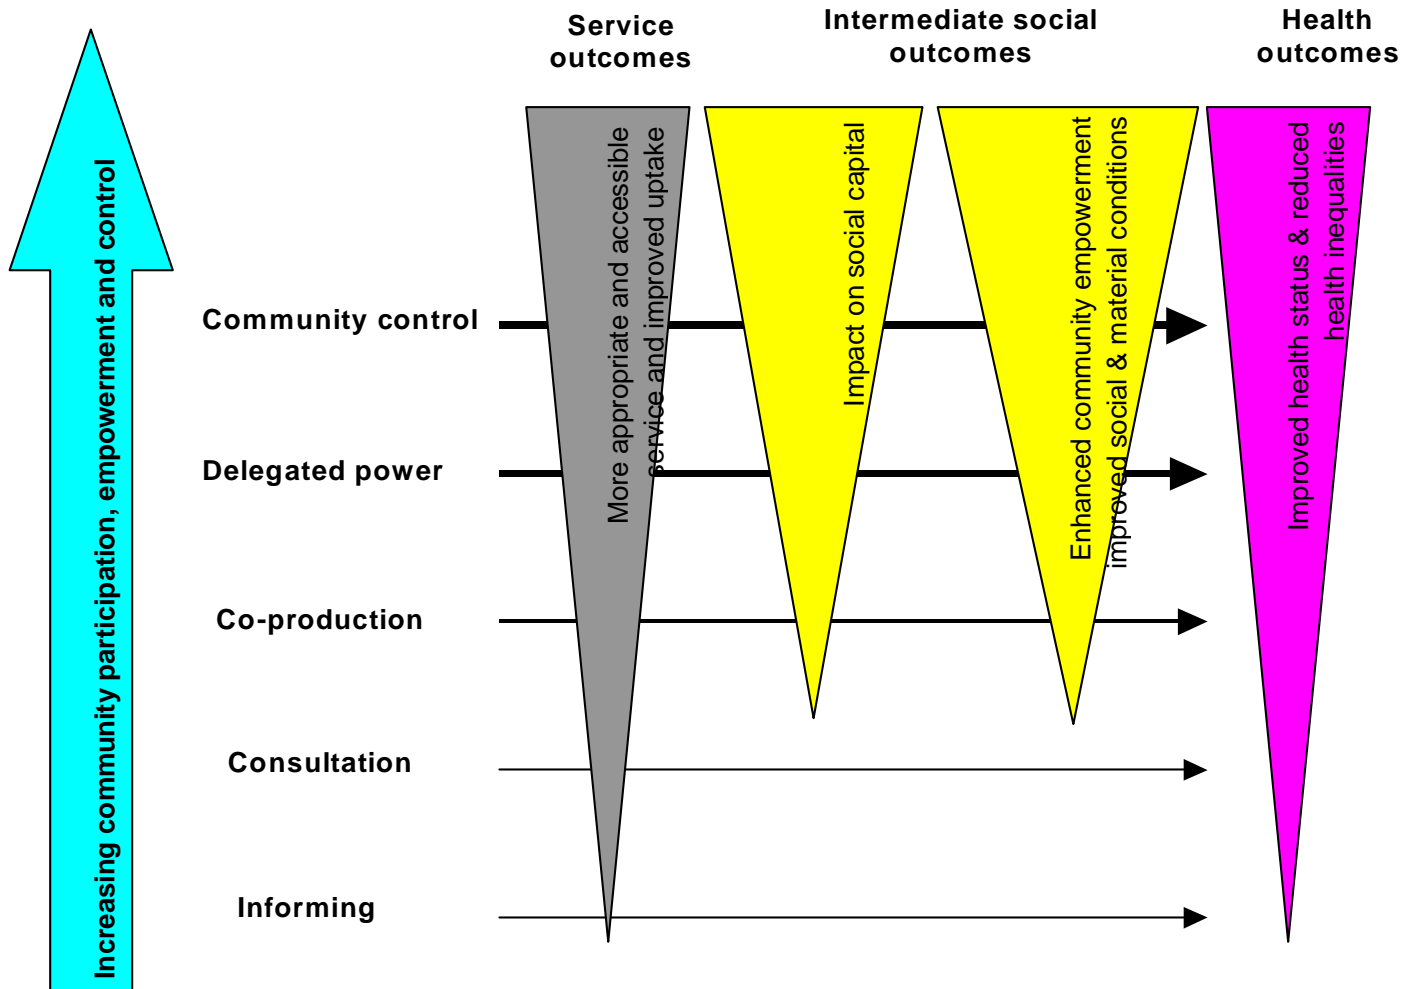 Service
outcomes
Intermediate social
outcomes
Health
outcomes
Increasing community participation, empowerment and control
More appropriate and accessible
service and improved uptake
Impact on social capital
Enhanced community empowerment
improved social & material conditions
Improved health status & reduced
health inequalities
Community control
Delegated power
Co-production
Consultation
Informing